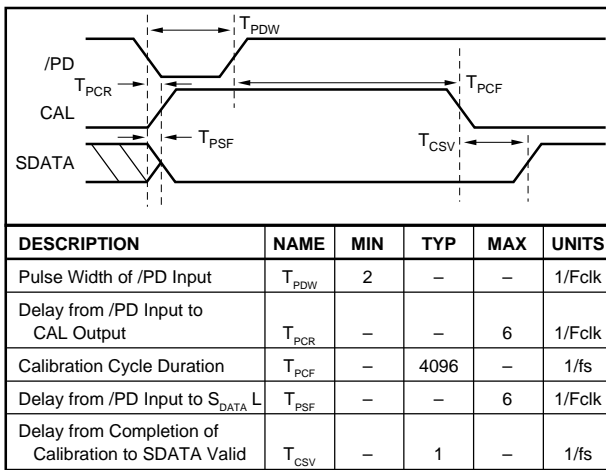 T_PDW
/PD
T_PCR
T_PCF
CAL
T_PSF
T_CSV
SDATA
DESCRIPTION NAME MIN TYP MAX UNITS
Pulse Width of /PD Input T_PDW 2 – – 1/Fclk
Delay from /PD Input to
CAL Output T_PCR – – 6 1/Fclk
Calibration Cycle Duration T_PCF – 4096 – 1/fs
Delay from /PD Input to S_DATA L T_PSF – – 6 1/Fclk
Delay from Completion of
Calibration to SDATA Valid T_CSV – 1 – 1/fs